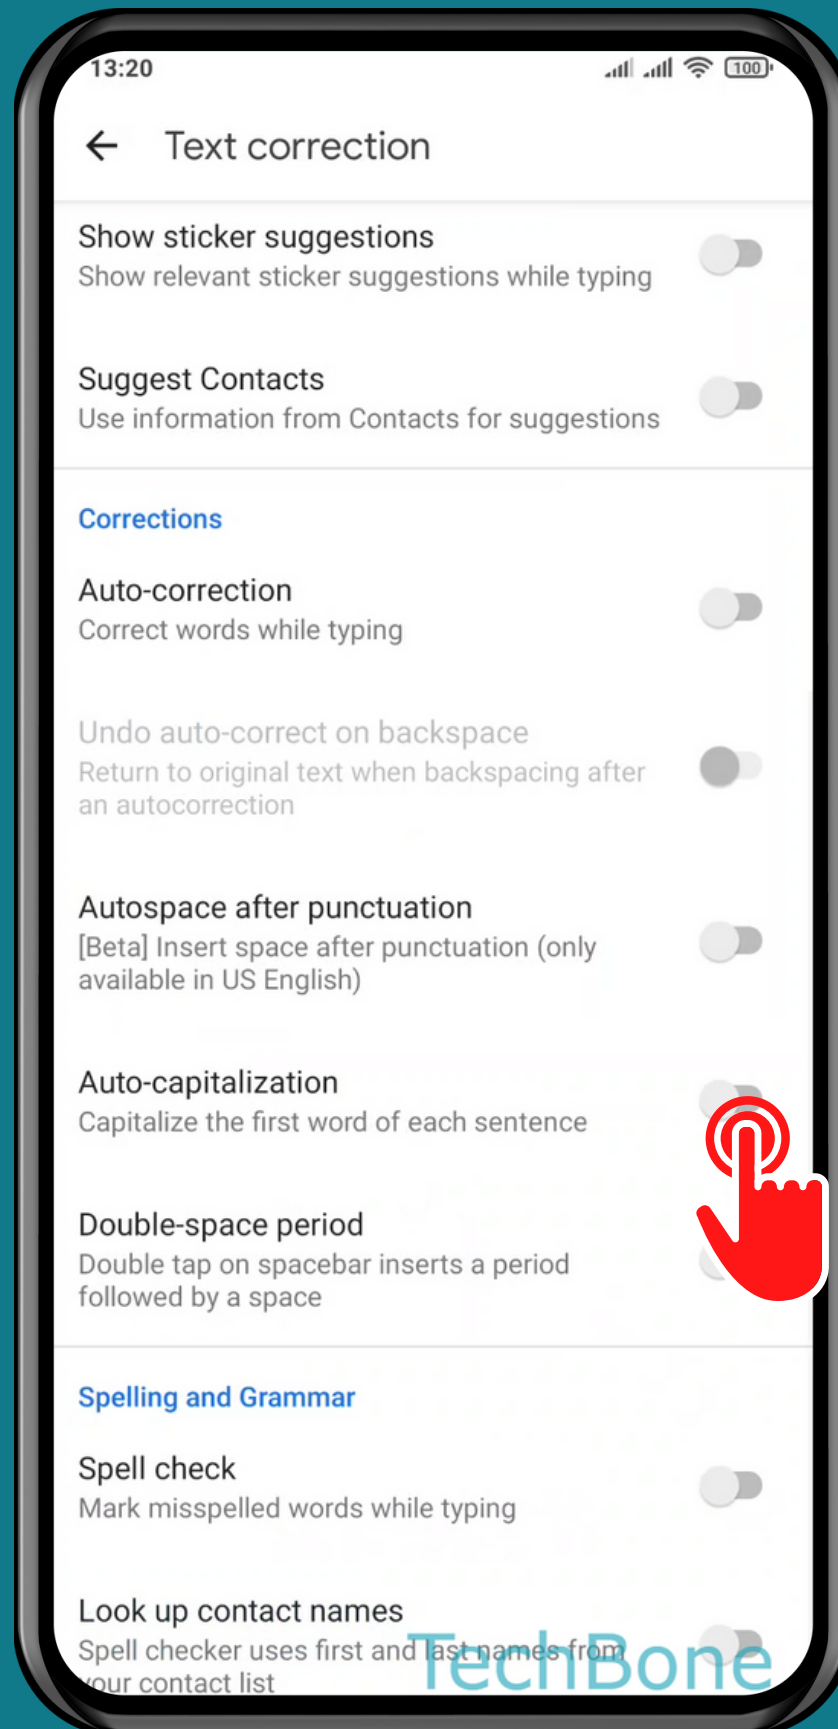 13:20
100
Text correction
Show sticker suggestions
Show relevant sticker suggestions while typing
Suggest Contacts
Use information from Contacts for suggestions
Corrections
Auto-correction
Correct words while typing
Undo auto-correct on backspace
Return to original text when backspacing after
an autocorrection
Autospace after punctuation
[Beta] Insert space after punctuation (only
available in US English)
Auto-capitalization
Capitalize the first word of each sentence
Double-space period
Double tap on spacebar inserts a period
followed by a space
Spelling and Grammar
Spell check
Mark misspelled words while typing
Look up contact names
Spell checker uses first and last names from
your contact list
TechBone